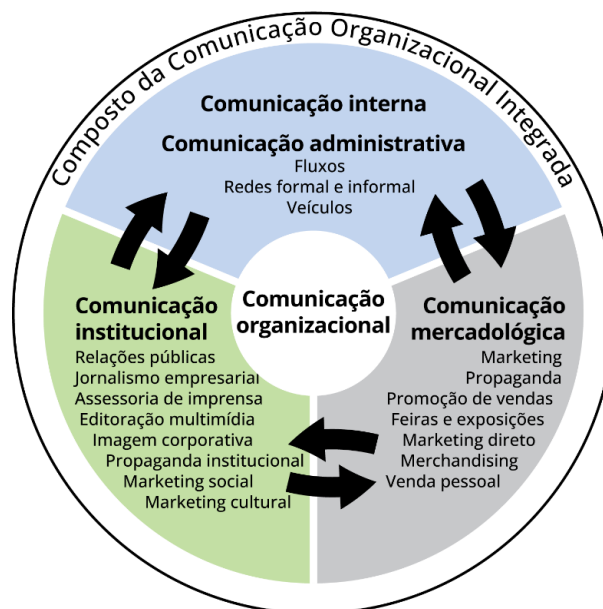 Composto da Comunicação Organizacional Integrada
Comunicação interna
Comunicação administrativa
Fluxos
Redes formal e informal
Veículos
Comunicação
organizacional
Comunicação
institucional
Relações públicas
Jornalismo empresarial
Assessoria de imprensa
Editoração multimídia
Imagem corporativa
Propaganda institucional
Marketing social
Marketing cultural
Comunicação
mercadológica
Marketing
Propaganda
Promoção de vendas
Feiras e exposições
Marketing direto
Merchandising
Venda pessoal